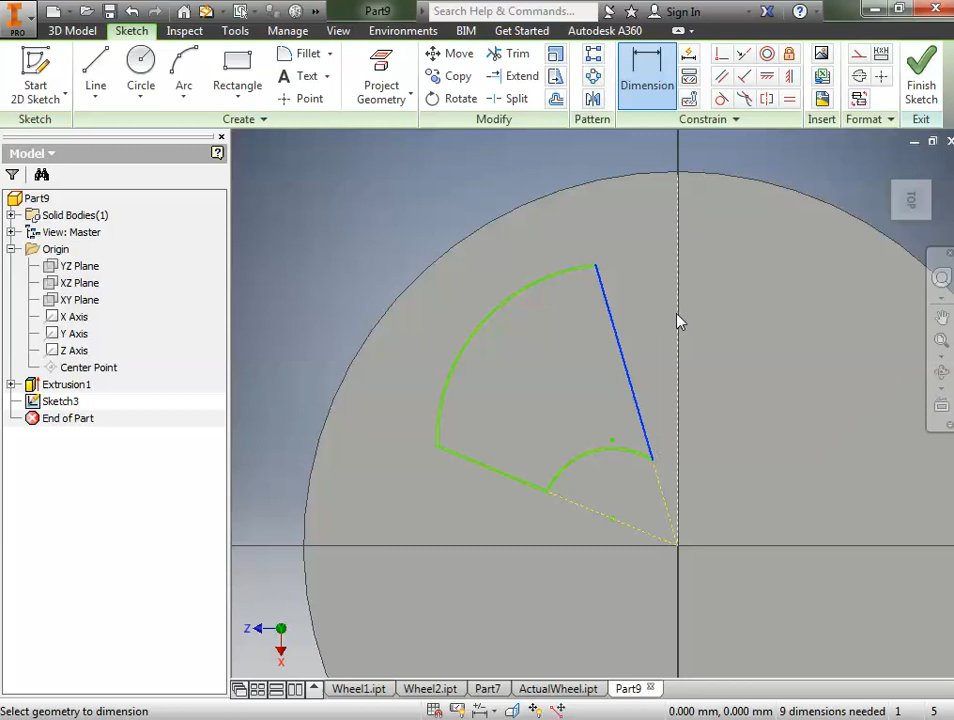 Part9
Search Help & Commands...
Sign In
PRO
3D Model Sketch Inspect Tools Manage View Environments BIM Get Started Autodesk A360
Start
2D Sketch
Line
Circle
Arc
Rectangle
Fillet
Text
Point
Project
Geometry
Move
Copy
Rotate
Trim
Extend
Split
Dimension
Finish
Sketch
Sketch
Create
Modify
Pattern
Constrain
Insert
Format
Exit
Model
Part9
Solid Bodies(1)
View: Master
Origin
YZ Plane
XZ Plane
XY Plane
X Axis
Y Axis
Z Axis
Center Point
Extrusion1
Sketch3
End of Part
TOP
Z
X
Wheel1.ipt Wheel2.ipt Part7 ActualWheel.ipt Part9
Select geometry to dimension
0.000 mm, 0.000 mm 9 dimensions needed 1 5